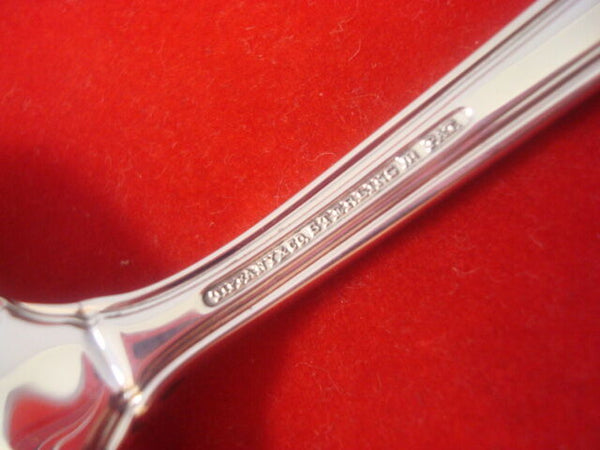 TIFFANY & CO. STERLING